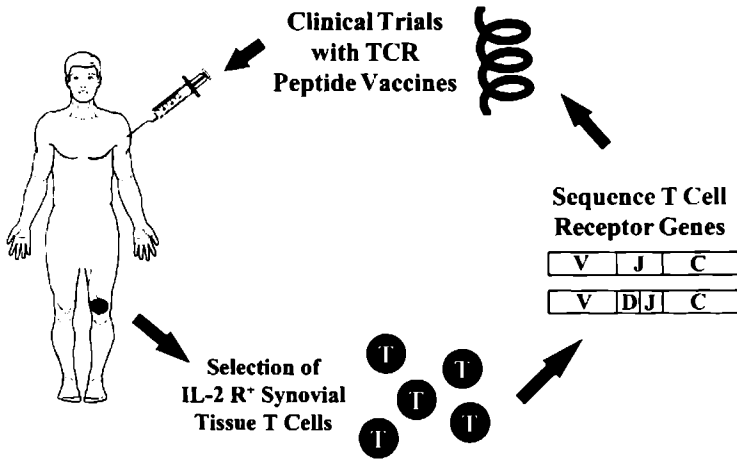 Clinical Trials
with TCR
Peptide Vaccines
Sequence T Cell
Receptor Genes
V J C
V D J C
Selection of
IL-2 R⁺ Synovial
Tissue T Cells
T
T
T
T
T